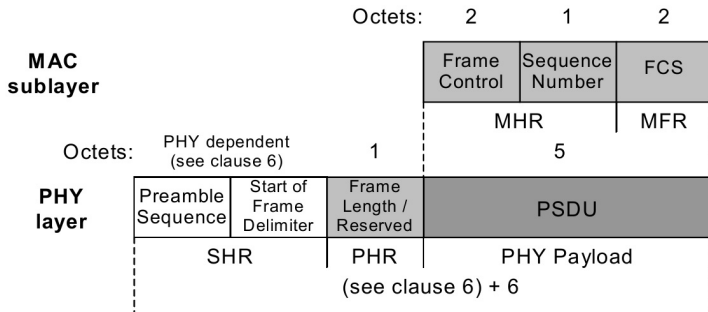 Octets: 2 1 2
MAC
sublayer
Frame
Control
Sequence
Number
FCS
MHR MFR
Octets: PHY dependent
(see clause 6)
1 5
PHY
layer
Preamble
Sequence
Start of
Frame
Delimiter
Frame
Length /
Reserved
PSDU
SHR PHR PHY Payload
(see clause 6) + 6